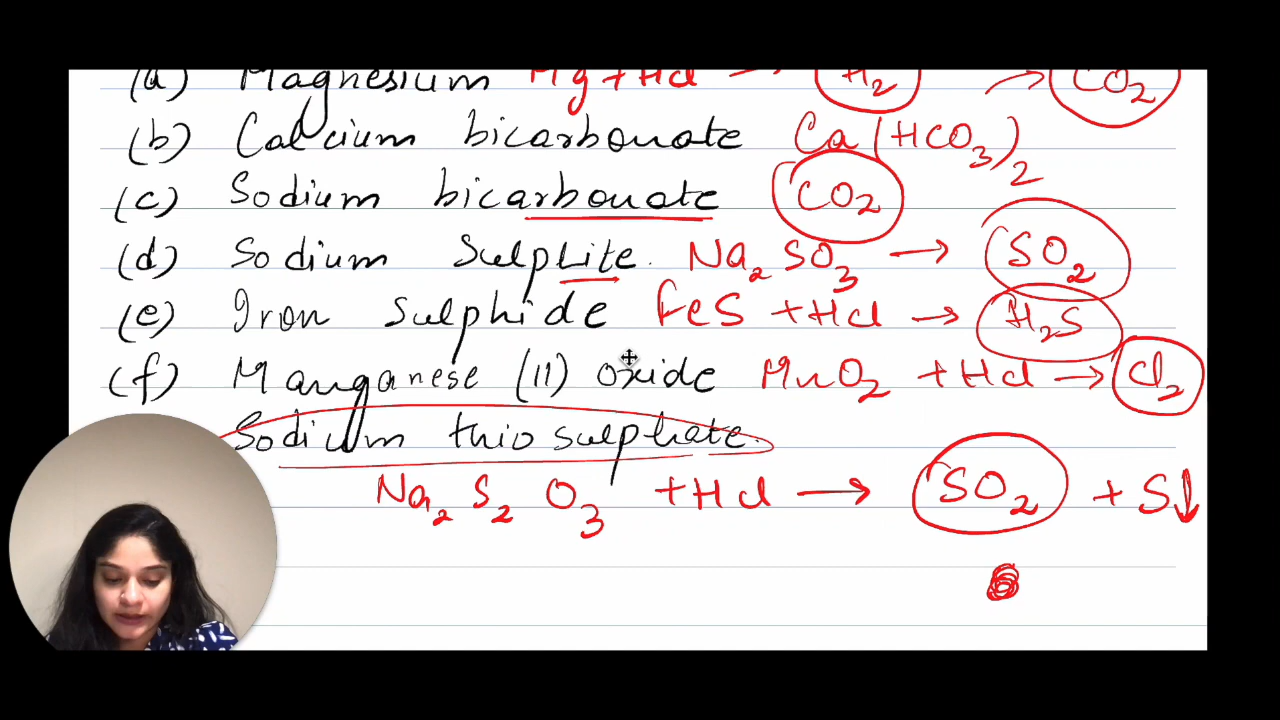 (a) Magnesium Mg + HCl → H2 → CO2
(b) Calcium bicarbonate Ca(HCO3)2
(c) Sodium bicarbonate CO2
(d) Sodium Sulphite. Na2SO3 → SO2
(e) Iron sulphide FeS + HCl → H2S
(f) Manganese (II) oxide MnO2 + HCl → Cl2
Sodium thiosulphate.
Na2S2O3 + HCl → SO2 + S↓